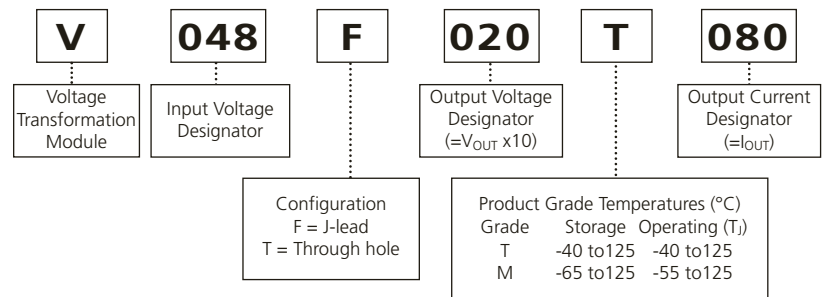 V 048 F 020 T 080
Voltage
Transformation
Module
Input Voltage
Designator
Output Voltage
Designator
(=VOUT x10)
Output Current
Designator
(=IOUT)
Configuration
F = J-lead
T = Through hole
Product Grade Temperatures (°C)
Grade Storage Operating (TJ)
T -40 to125 -40 to125
M -65 to125 -55 to125